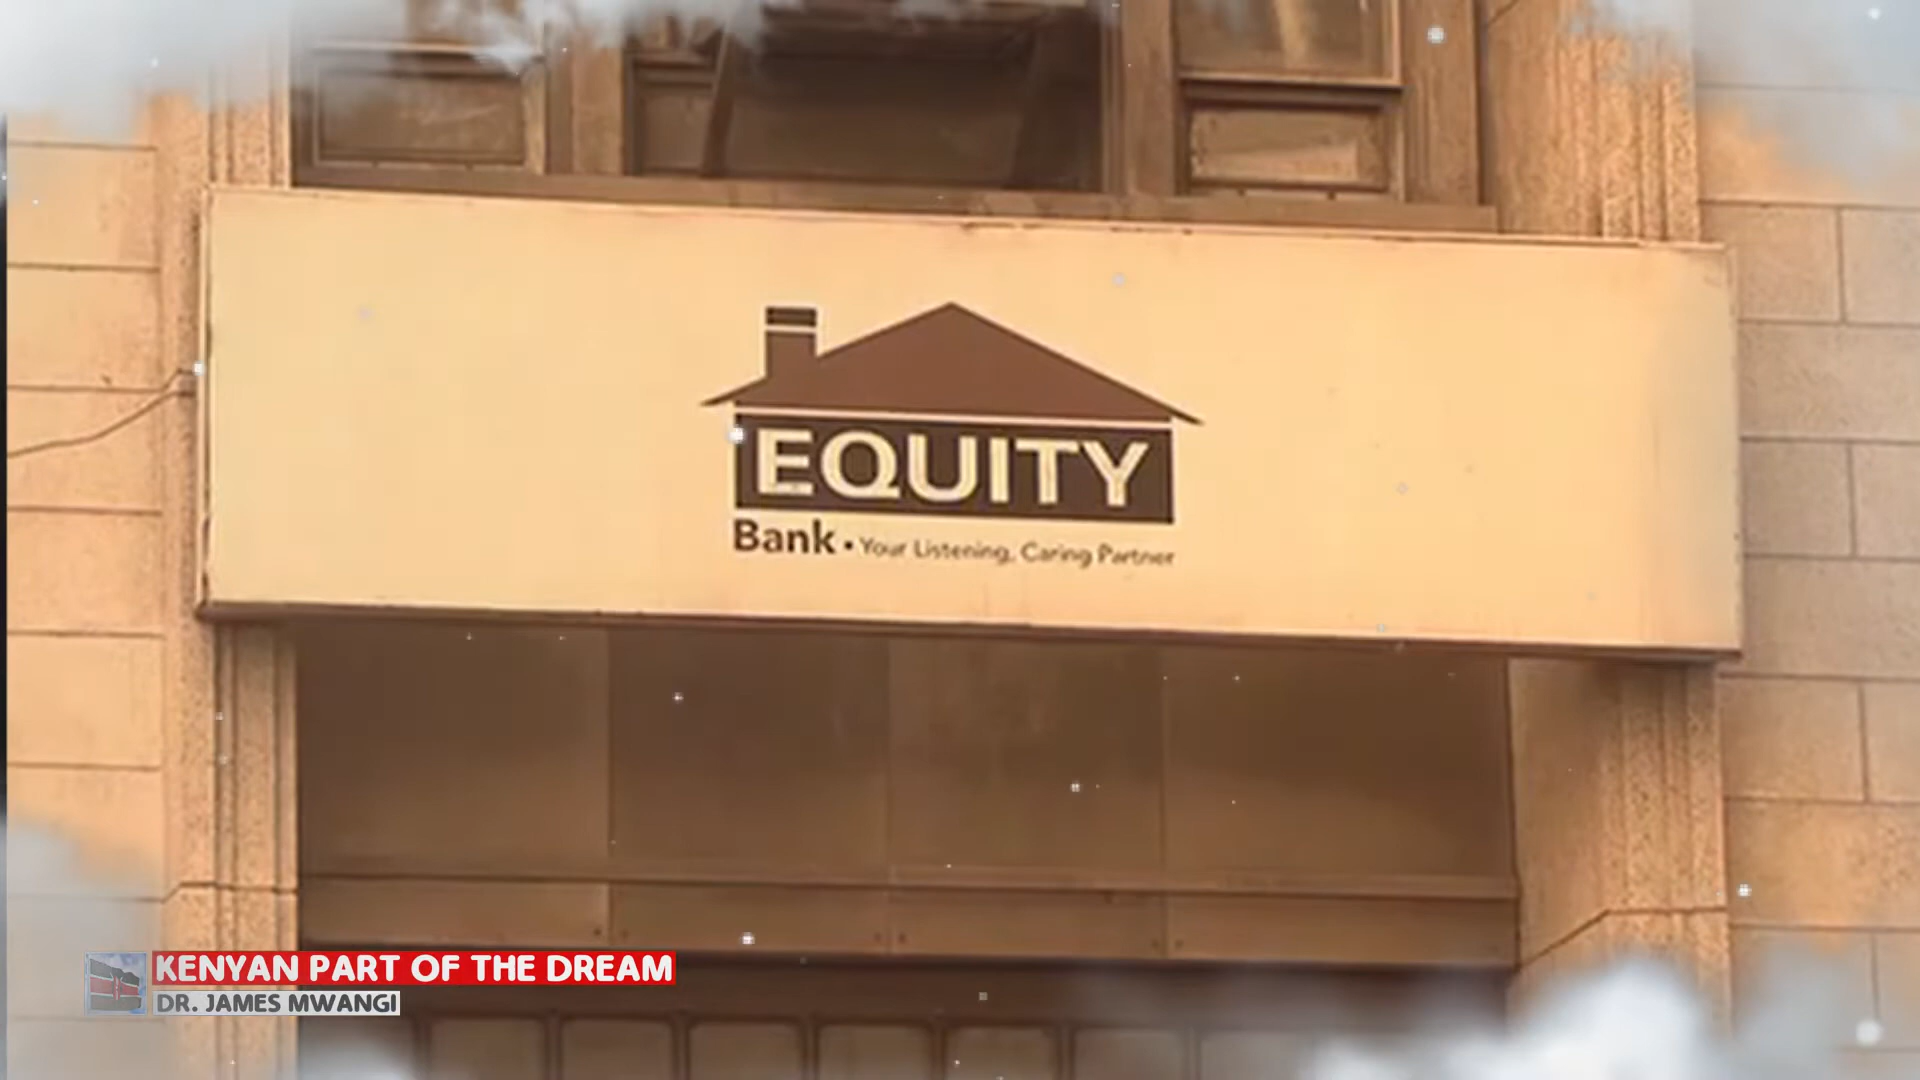 EQUITY
Bank • Your Listening, Caring Partner
KENYAN PART OF THE DREAM
DR. JAMES MWANGI